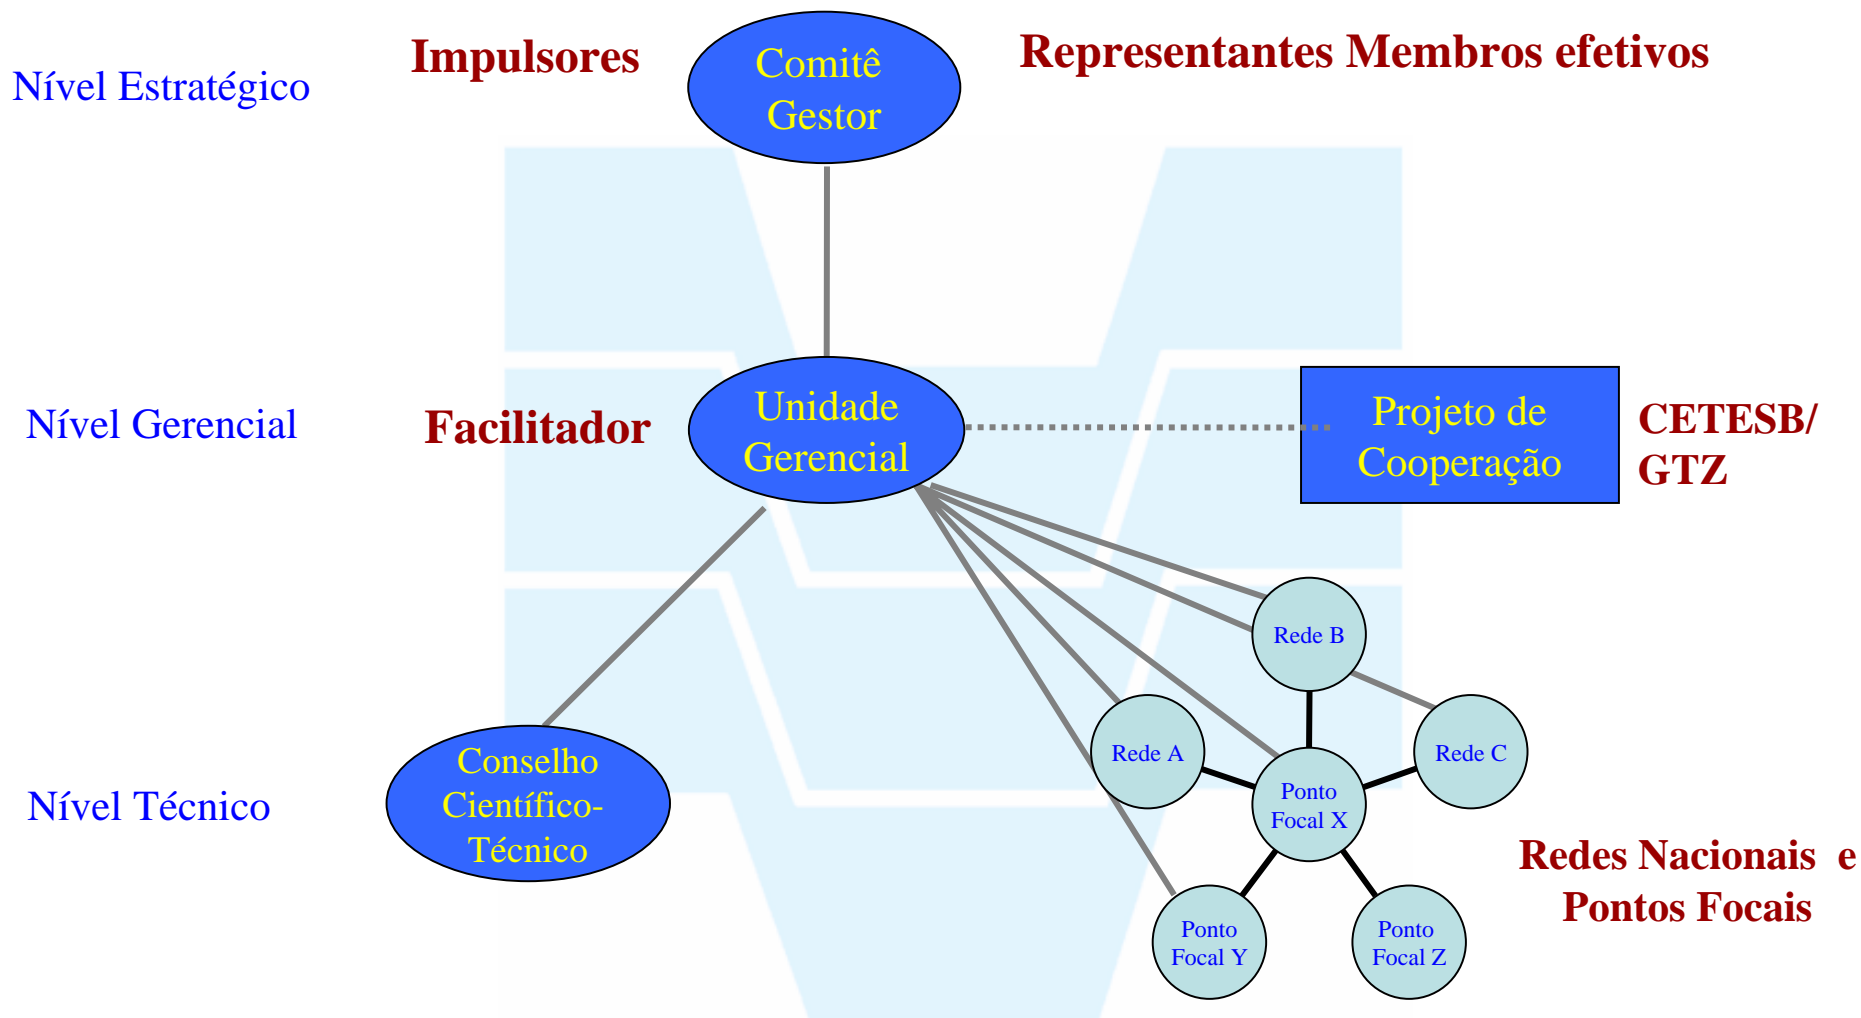 Nível Estratégico
Impulsores
Comitê
Gestor
Representantes Membros efetivos
Nível Gerencial
Facilitador
Unidade
Gerencial
Projeto de
Cooperação
CETESB/
GTZ
Rede B
Rede A
Rede C
Ponto
Focal X
Nível Técnico
Conselho
Científico-
Técnico
Redes Nacionais e
Pontos Focais
Ponto
Focal Y
Ponto
Focal Z